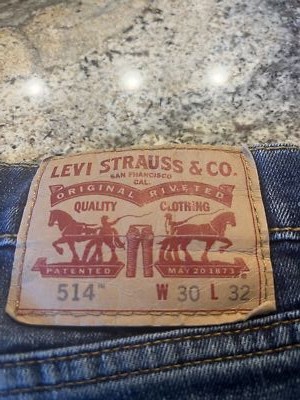 LEVI STRAUSS & CO.
SAN FRANCISCO
CAL.
ORIGINAL RIVETED
QUALITY CLOTHING
PATENTED MAY 20 1873
514™ W 30 L 32